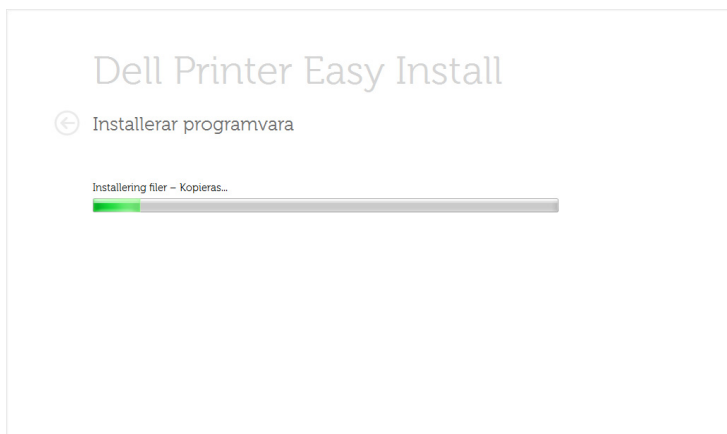 Dell Printer Easy Install
Installerar programvara
Installering filer – Kopieras...